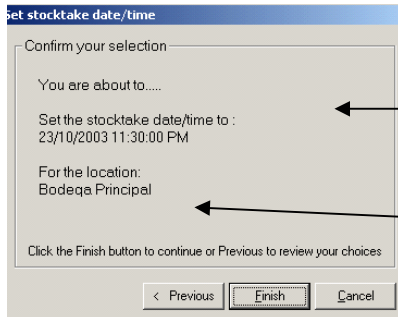 Set stocktake date/time
Confirm your selection
You are about to.....
Set the stocktake date/time to :
23/10/2003 11:30:00 PM
For the location:
Bodeqa Principal
Click the Finish button to continue or Previous to review your choices
< Previous
Finish
Cancel